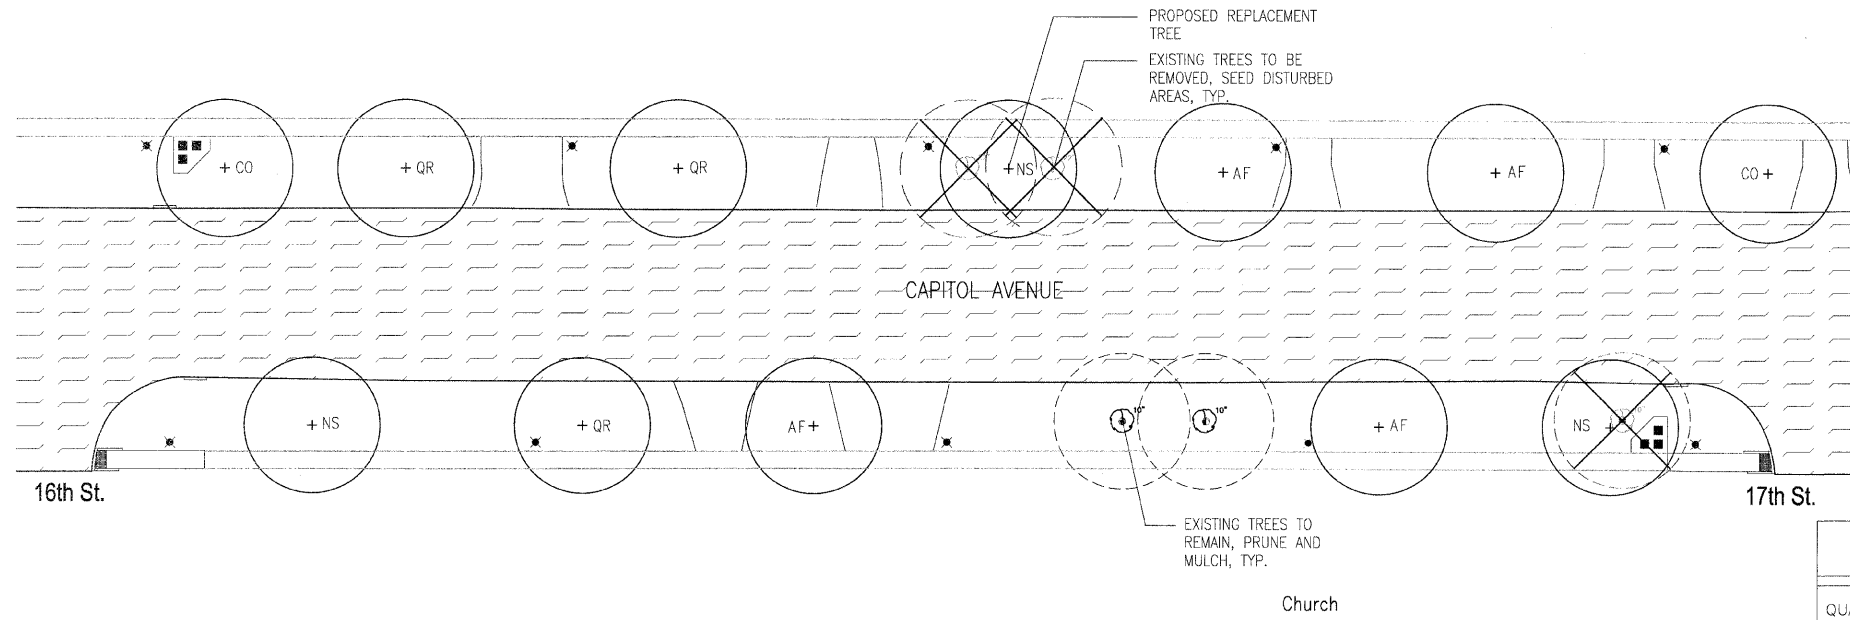 PROPOSED REPLACEMENT
TREE
EXISTING TREES TO BE
REMOVED, SEED DISTURBED
AREAS, TYP.
CO
QR
QR
NS
AF
AF
CO
CAPITOL AVENUE
NS
QR
AF
10"
10"
AF
NS
16th St.
17th St.
EXISTING TREES TO
REMAIN, PRUNE AND
MULCH, TYP.
Church